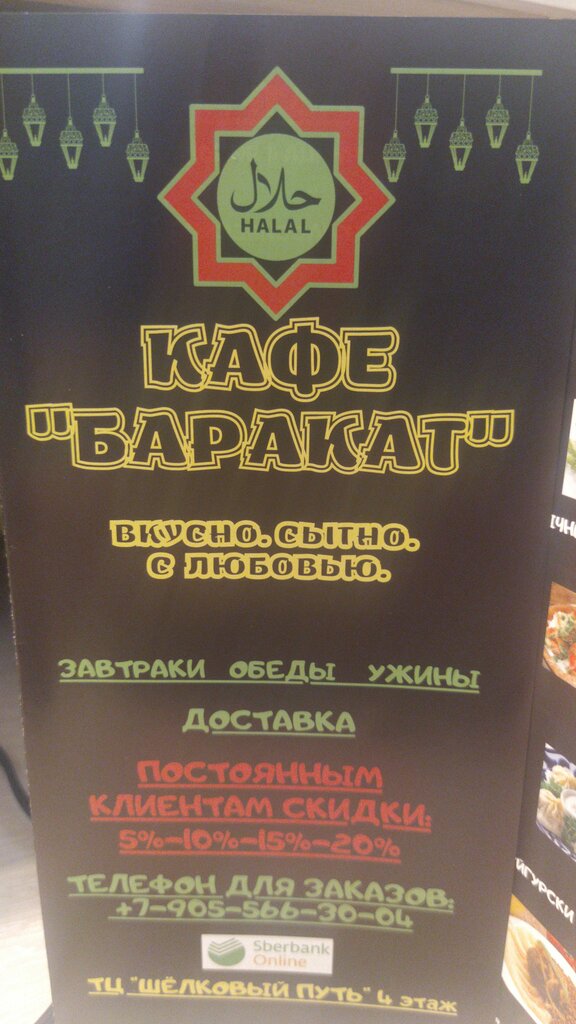 حلال
HALAL
КАФЕ
"БАРАКАТ"
ВКУСНО. СЫТНО.
С ЛЮБОВЬЮ.
ЗАВТРАКИ ОБЕДЫ УЖИНЫ
ДОСТАВКА
ПОСТОЯННЫМ
КЛИЕНТАМ СКИДКИ:
5%-10%-15%-20%
ТЕЛЕФОН ДЛЯ ЗАКАЗОВ:
+7-905-566-30-04
Sberbank
Online
ТЦ "ШЁЛКОВЫЙ ПУТЬ" 4 этаж